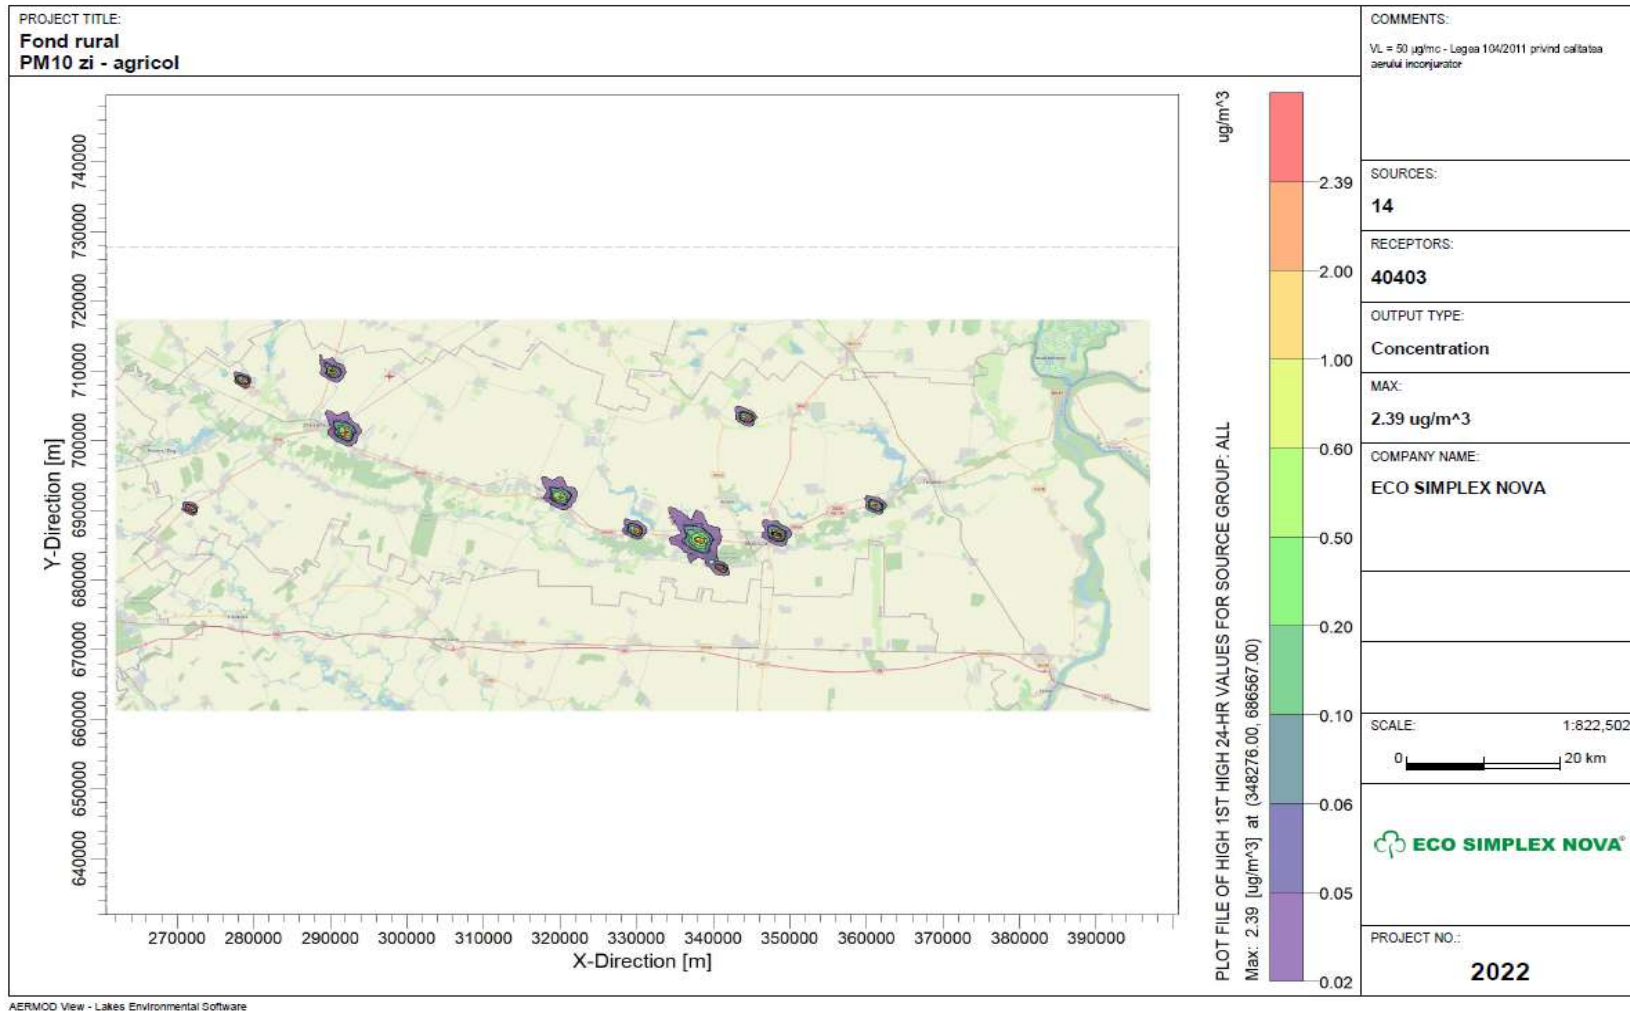 PROJECT TITLE:
Fond rural
PM10 zi - agricol
COMMENTS:
VL = 50 µg/mc - Legea 104/2011 privind calitatea
aerului inconjurator
SOURCES:
14
RECEPTORS:
40403
OUTPUT TYPE:
Concentration
MAX:
2.39 ug/m^3
COMPANY NAME:
ECO SIMPLEX NOVA
SCALE:
1:822,502
0
20 km
ECO SIMPLEX NOVA®
PROJECT NO.:
2022
Y-Direction [m]
740000
730000
720000
710000
700000
690000
680000
670000
660000
650000
640000
270000 280000 290000 300000 310000 320000 330000 340000 350000 360000 370000 380000 390000
X-Direction [m]
PLOT FILE OF HIGH 1ST HIGH 24-HR VALUES FOR SOURCE GROUP: ALL
ug/m^3
Max: 2.39 [ug/m^3] at (348276.00, 686567.00)
2.39
2.00
1.00
0.60
0.50
0.20
0.10
0.06
0.05
0.02
AERMOD View - Lakes Environmental Software